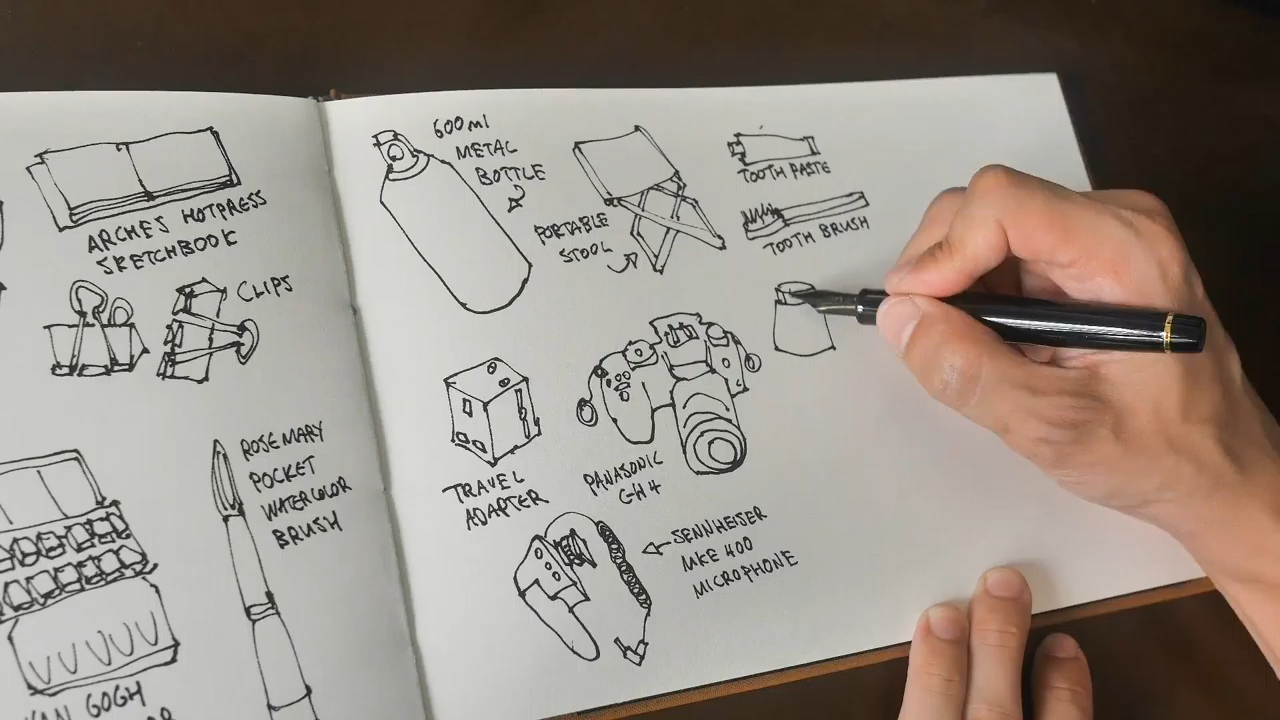 ARCHES HOTPRESS
SKETCHBOOK
CLIPS
ROSEMARY
POCKET
WATERCOLOR
BRUSH
VAN GOGH
600ml
METAL
BOTTLE
PORTABLE
STOOL
TOOTH PASTE
TOOTH BRUSH
TRAVEL
ADAPTER
PANASONIC
GH4
SENNHEISER
MKE 400
MICROPHONE